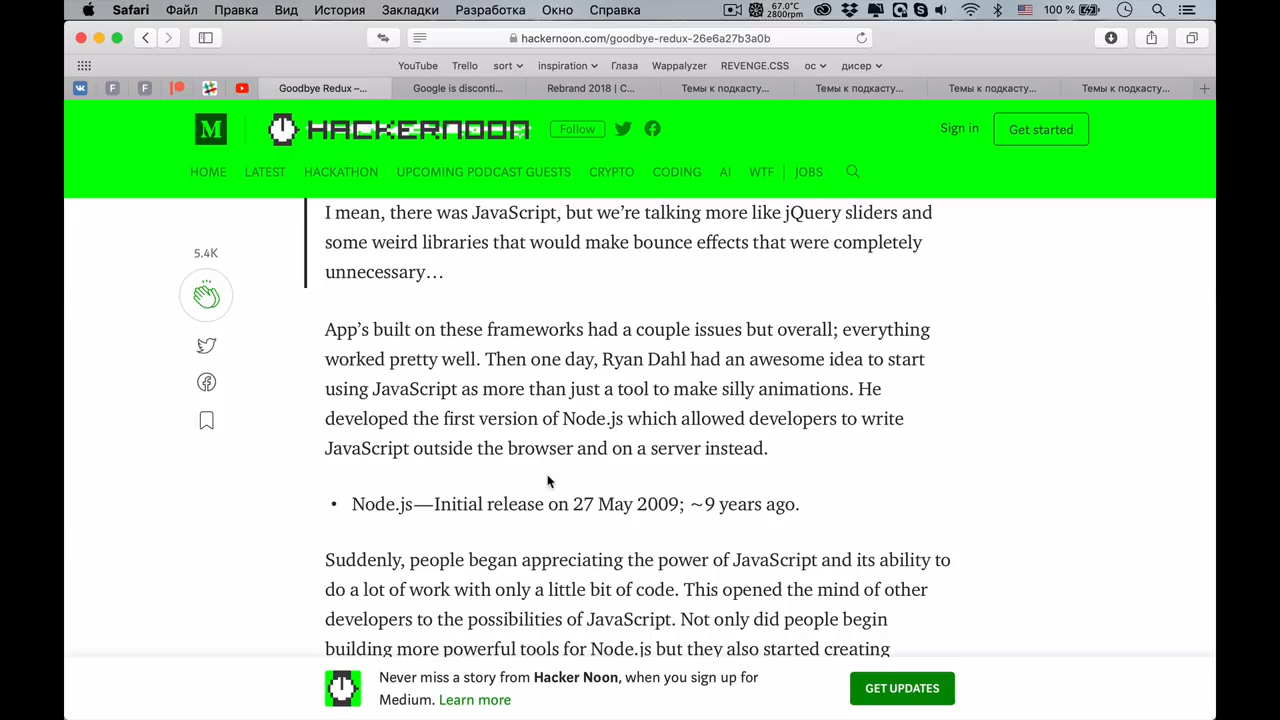 Safari Файл Правка Вид История Закладки Разработка Окно Справка 67.0°C 2800rpm 100 %
hackernoon.com/goodbye-redux-26e6a27b3a0b
YouTube Trello sort inspiration Глаза Wappalyzer REVENGE.CSS ос дисер
F F Goodbye Redux –... Google is disconti... Rebrand 2018 | C... Темы к подкасту... Темы к подкасту... Темы к подкасту... Темы к подкасту...
M HACKERNOON Follow Sign in Get started
HOME LATEST HACKATHON UPCOMING PODCAST GUESTS CRYPTO CODING AI WTF JOBS
I mean, there was JavaScript, but we’re talking more like jQuery sliders and
some weird libraries that would make bounce effects that were completely
unnecessary…
5.4K
App’s built on these frameworks had a couple issues but overall; everything
worked pretty well. Then one day, Ryan Dahl had an awesome idea to start
using JavaScript as more than just a tool to make silly animations. He
developed the first version of Node.js which allowed developers to write
JavaScript outside the browser and on a server instead.
• Node.js—Initial release on 27 May 2009; ~9 years ago.
Suddenly, people began appreciating the power of JavaScript and its ability to
do a lot of work with only a little bit of code. This opened the mind of other
developers to the possibilities of JavaScript. Not only did people begin
building more powerful tools for Node.js but they also started creating
Never miss a story from Hacker Noon, when you sign up for
Medium. Learn more
GET UPDATES